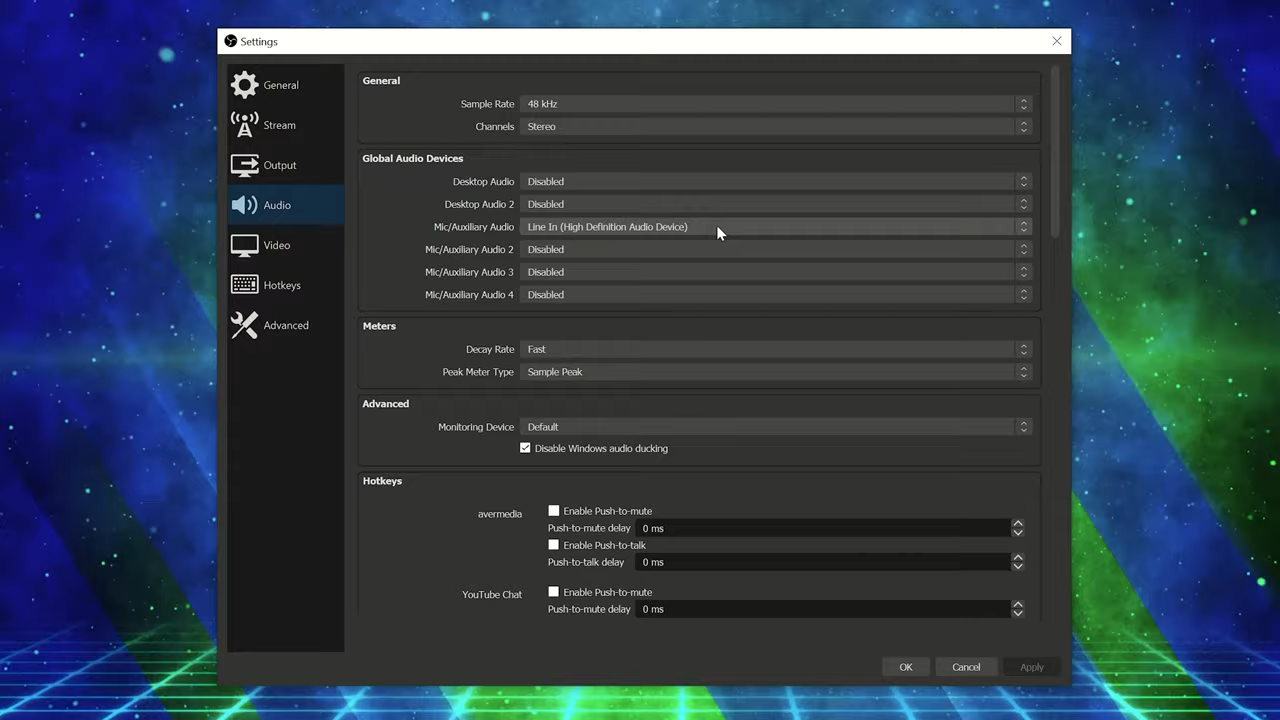 Settings
General
Stream
Output
Audio
Video
Hotkeys
Advanced
General
Sample Rate 48 kHz
Channels Stereo
Global Audio Devices
Desktop Audio Disabled
Desktop Audio 2 Disabled
Mic/Auxiliary Audio Line In (High Definition Audio Device)
Mic/Auxiliary Audio 2 Disabled
Mic/Auxiliary Audio 3 Disabled
Mic/Auxiliary Audio 4 Disabled
Meters
Decay Rate Fast
Peak Meter Type Sample Peak
Advanced
Monitoring Device Default
Disable Windows audio ducking
Hotkeys
avermedia Enable Push-to-mute
Push-to-mute delay 0 ms
Enable Push-to-talk
Push-to-talk delay 0 ms
YouTube Chat Enable Push-to-mute
Push-to-mute delay 0 ms
OK Cancel Apply